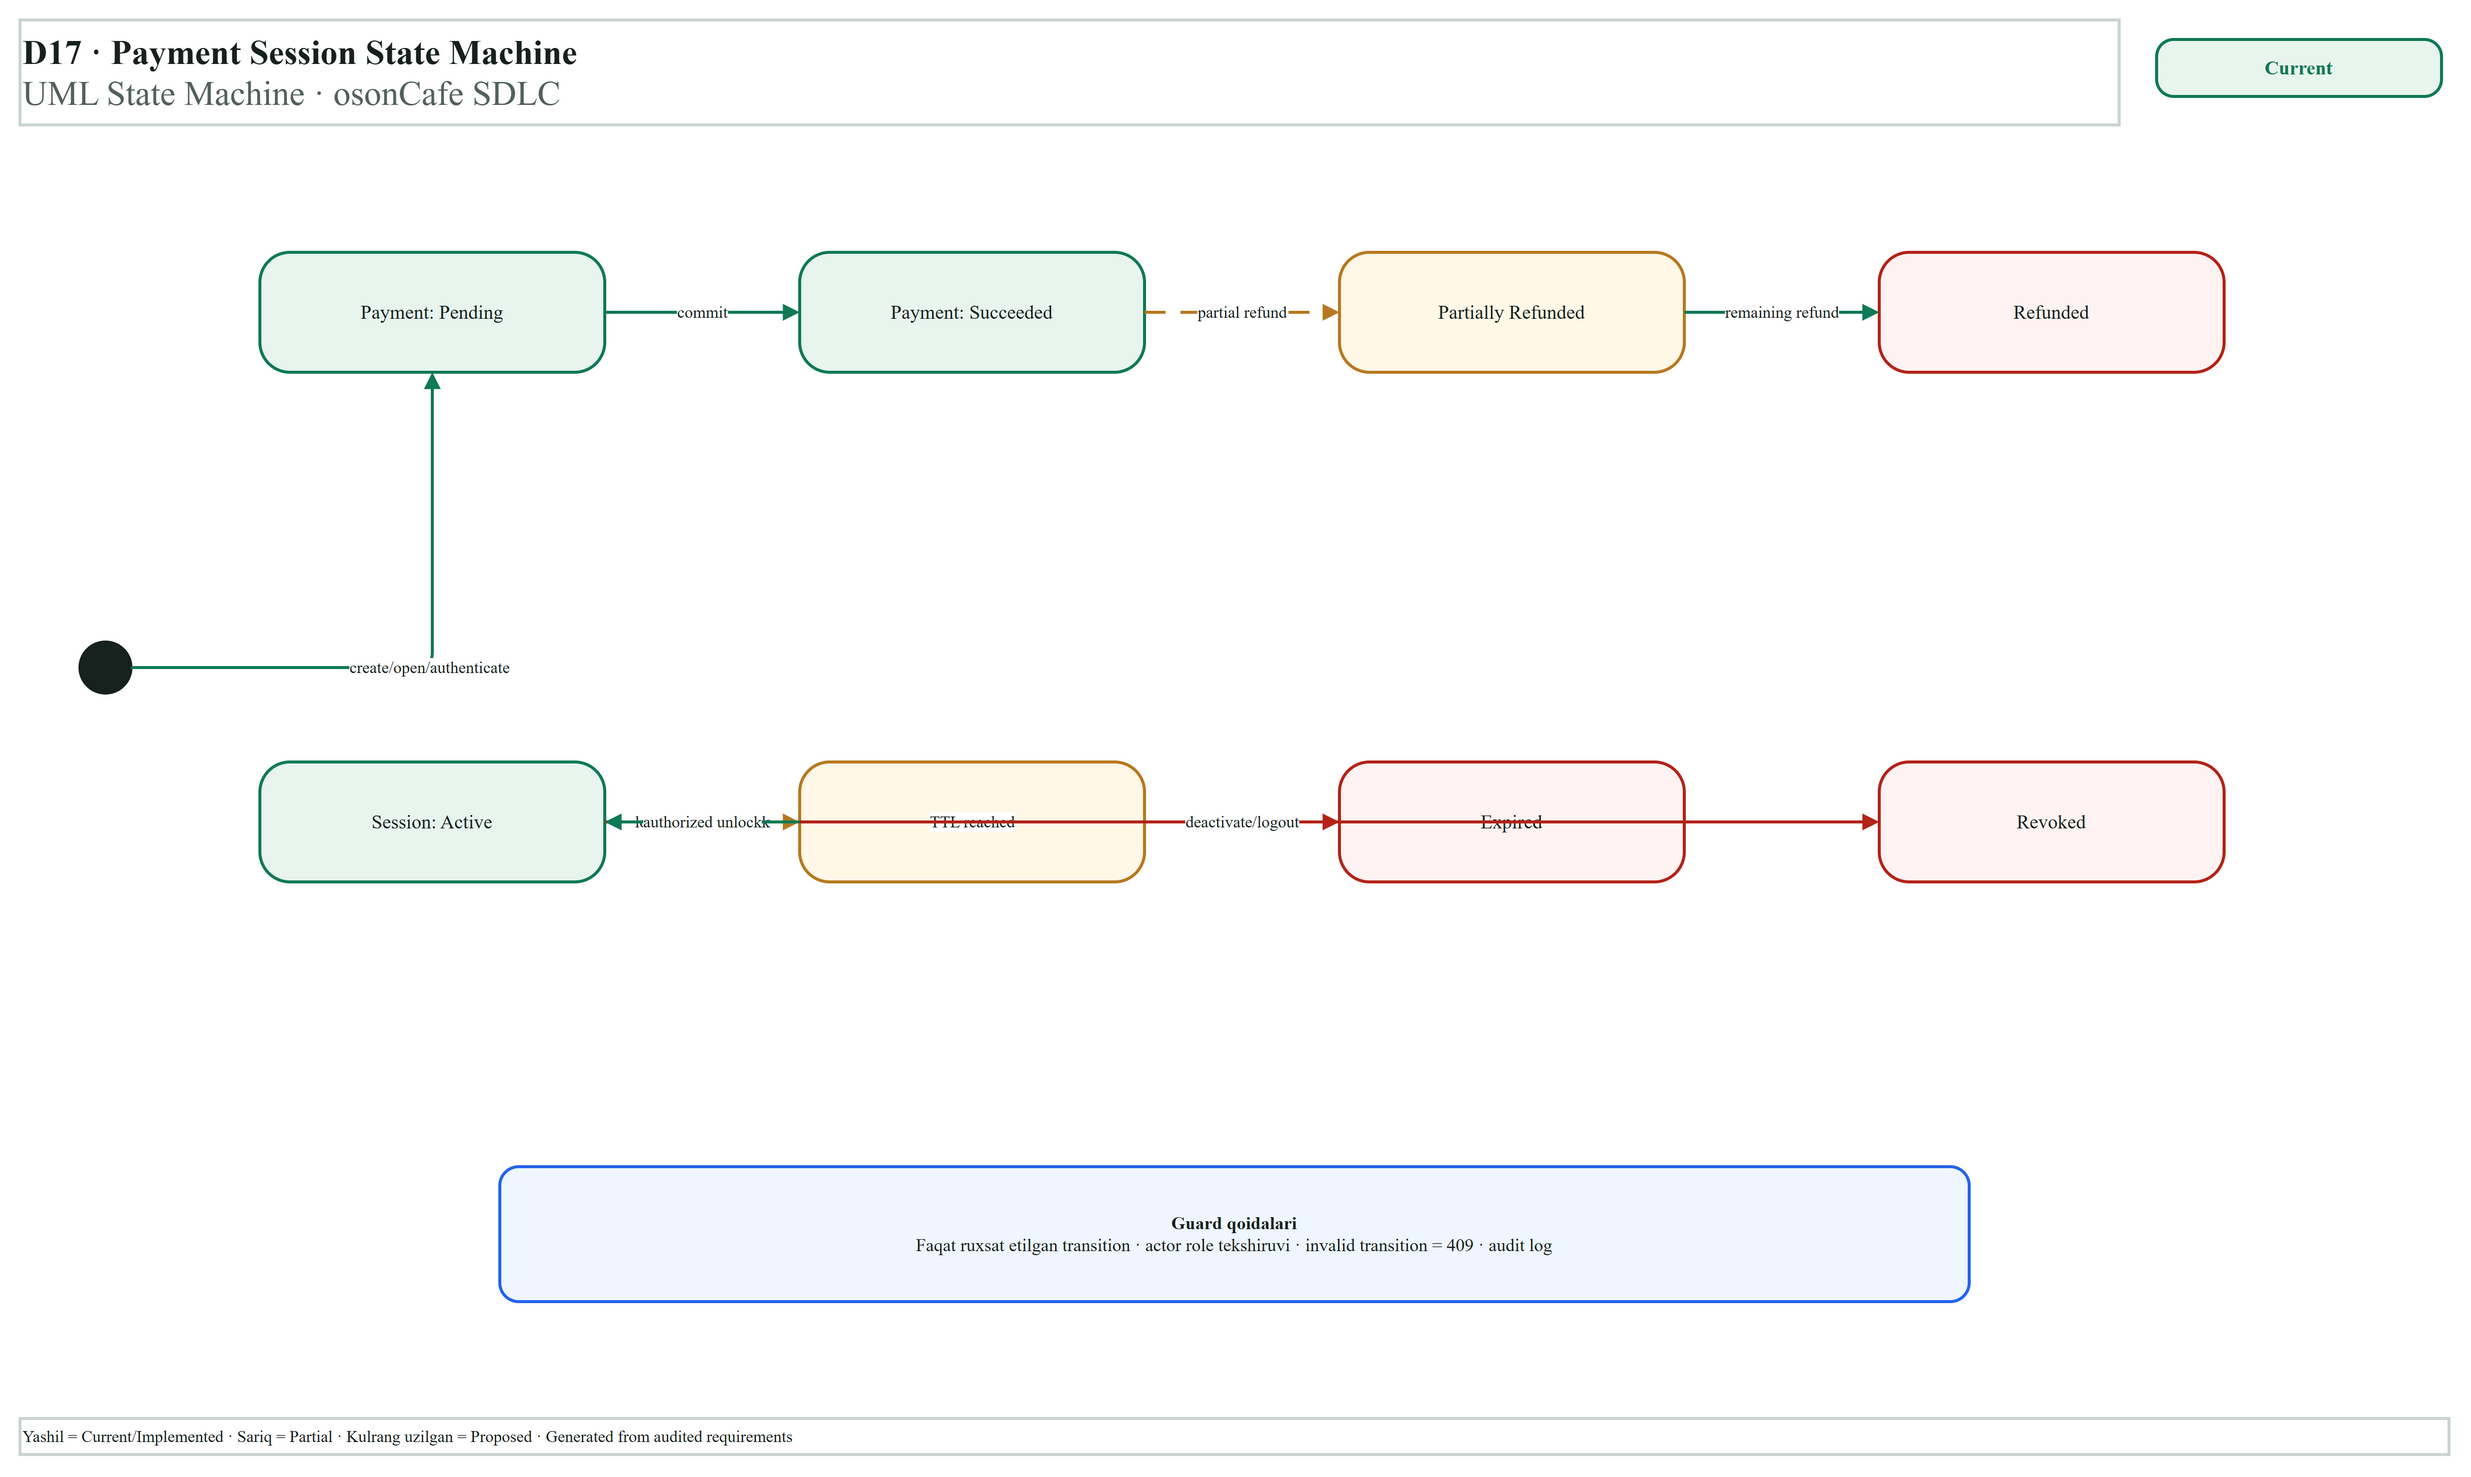 D17 · Payment Session State Machine
UML State Machine · osonCafe SDLC
Current
Payment: Pending
commit
Payment: Succeeded
partial refund
Partially Refunded
remaining refund
Refunded
create/open/authenticate
Session: Active
authorized unlock
TTL reached
deactivate/logout
Expired
Revoked
Guard qoidalari
Faqat ruxsat etilgan transition · actor role tekshiruvi · invalid transition = 409 · audit log
Yashil = Current/Implemented · Sariq = Partial · Kulrang uzilgan = Proposed · Generated from audited requirements